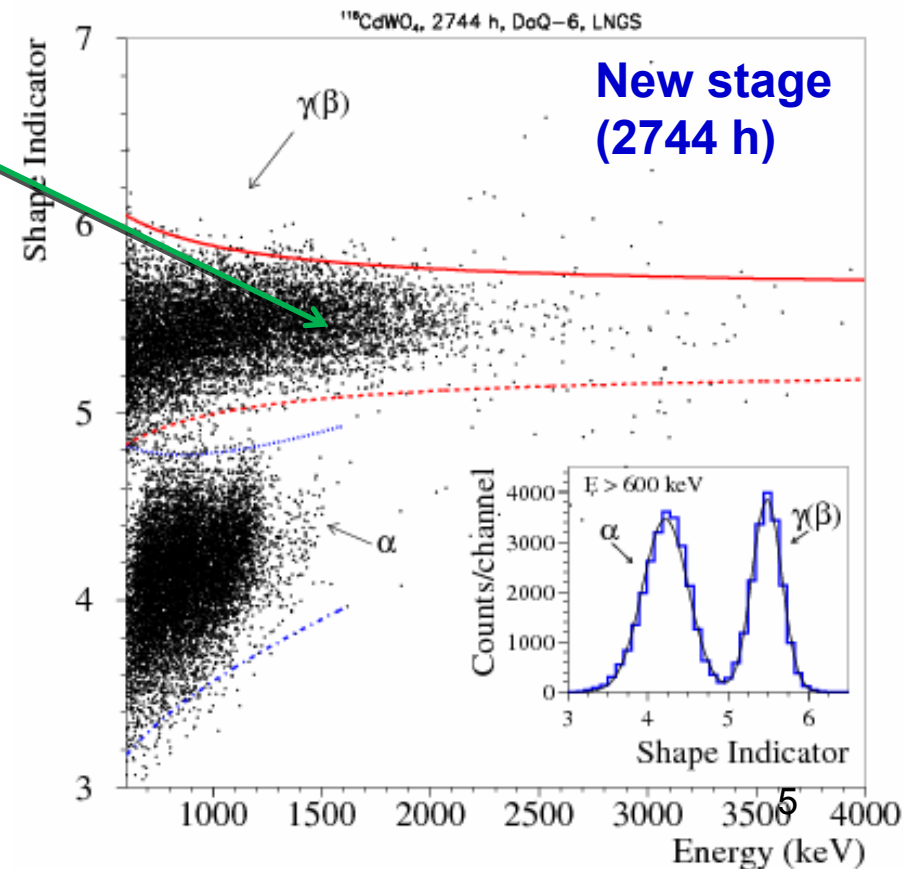 ¹¹⁶CdWO₄, 2744 h, DAQ-6, LNGS
New stage
(2744 h)
Shape Indicator
7
6
5
4
3
γ(β)
α
E > 600 keV
Counts/channel
4000
3000
2000
1000
0
α
γ(β)
3 4 5 6
Shape Indicator
1000 1500 2000 2500 3000 3500 4000
5
Energy (keV)